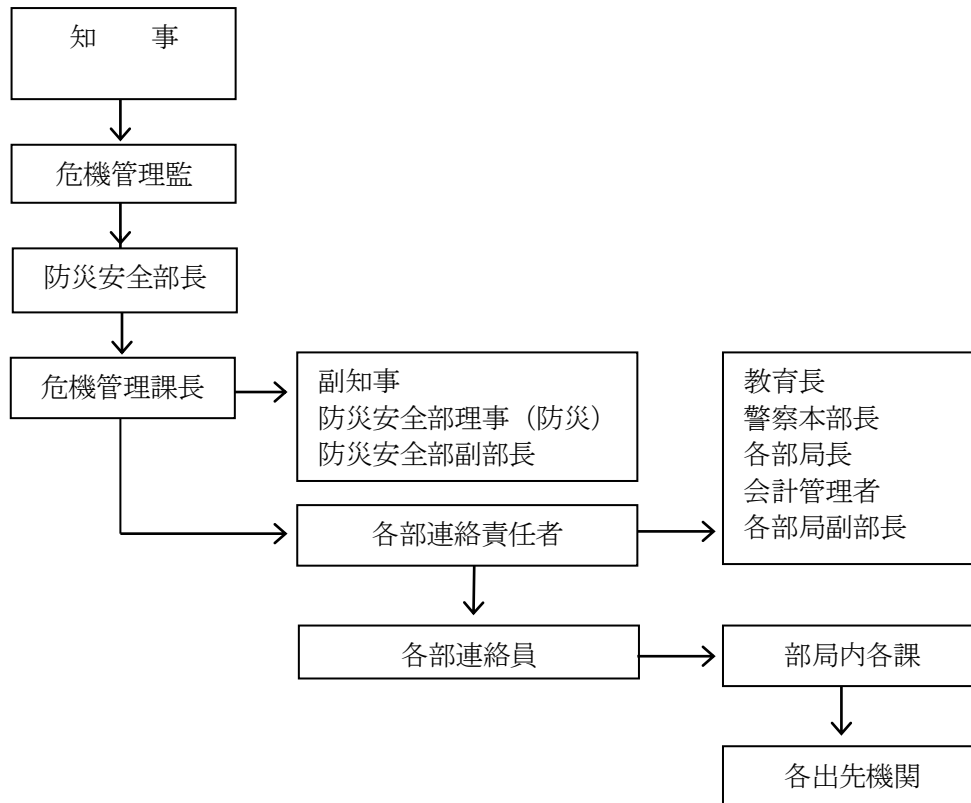 知　　事
危機管理監
防災安全部長
危機管理課長
副知事
防災安全部理事（防災）
防災安全部副部長
教育長
警察本部長
各部局長
会計管理者
各部局副部長
各部連絡責任者
各部連絡員
部局内各課
各出先機関